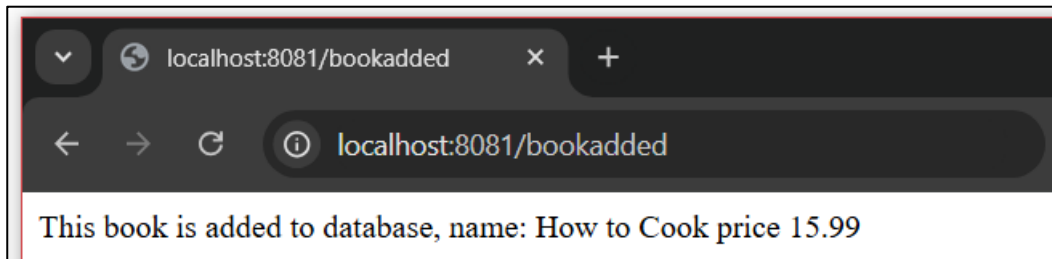 localhost:8081/bookadded
localhost:8081/bookadded
This book is added to database, name: How to Cook price 15.99